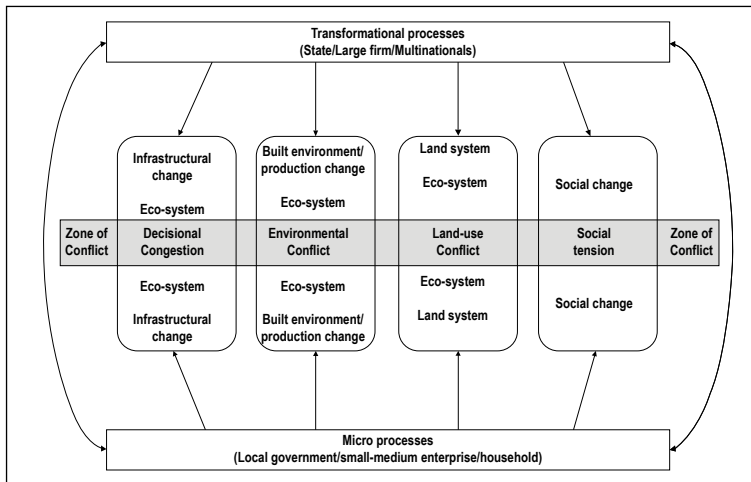 Transformational processes
(State/Large firm/Multinationals)
Infrastructural
change
Eco-system
Built environment/
production change
Eco-system
Land system
Eco-system
Social change
Zone of
Conflict
Decisional
Congestion
Environmental
Conflict
Land-use
Conflict
Social
tension
Zone of
Conflict
Eco-system
Infrastructural
change
Eco-system
Built environment/
production change
Eco-system
Land system
Social change
Micro processes
(Local government/small-medium enterprise/household)